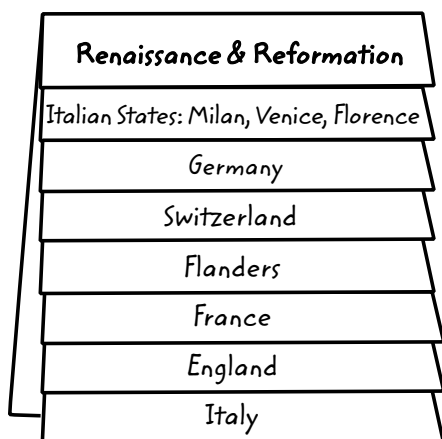 Renaissance & Reformation
Italian States: Milan, Venice, Florence
Germany
Switzerland
Flanders
France
England
Italy